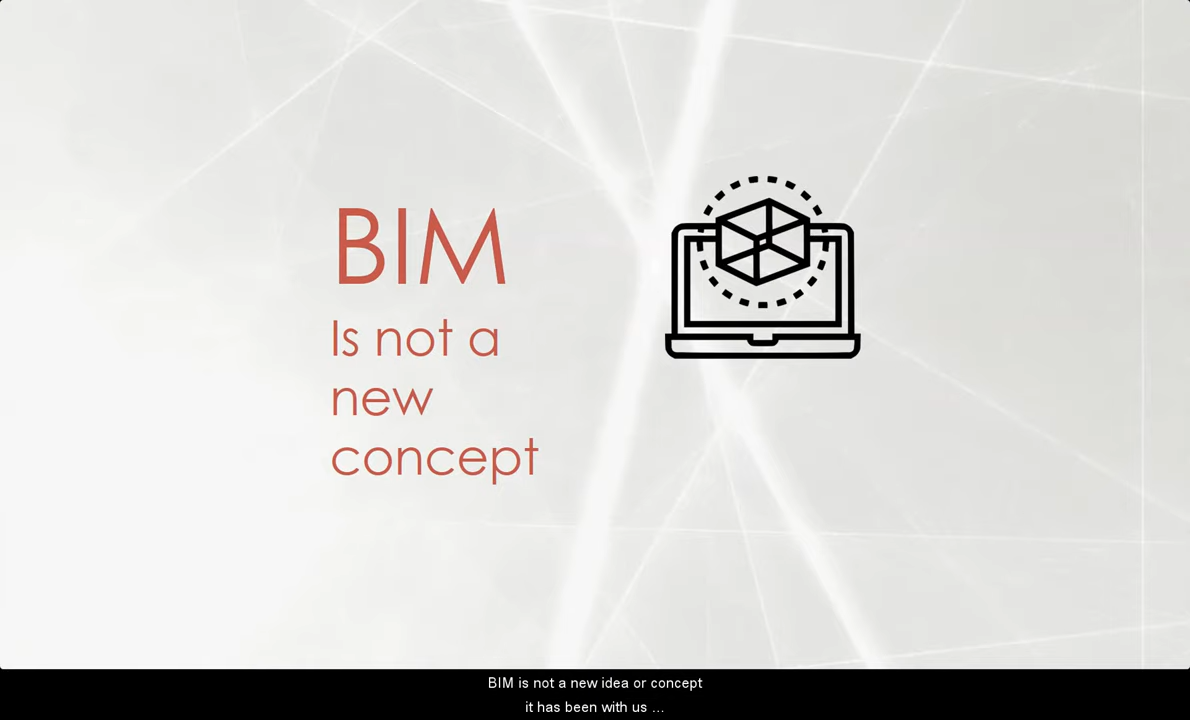 BIM
Is not a
new
concept
BIM is not a new idea or concept
it has been with us ...